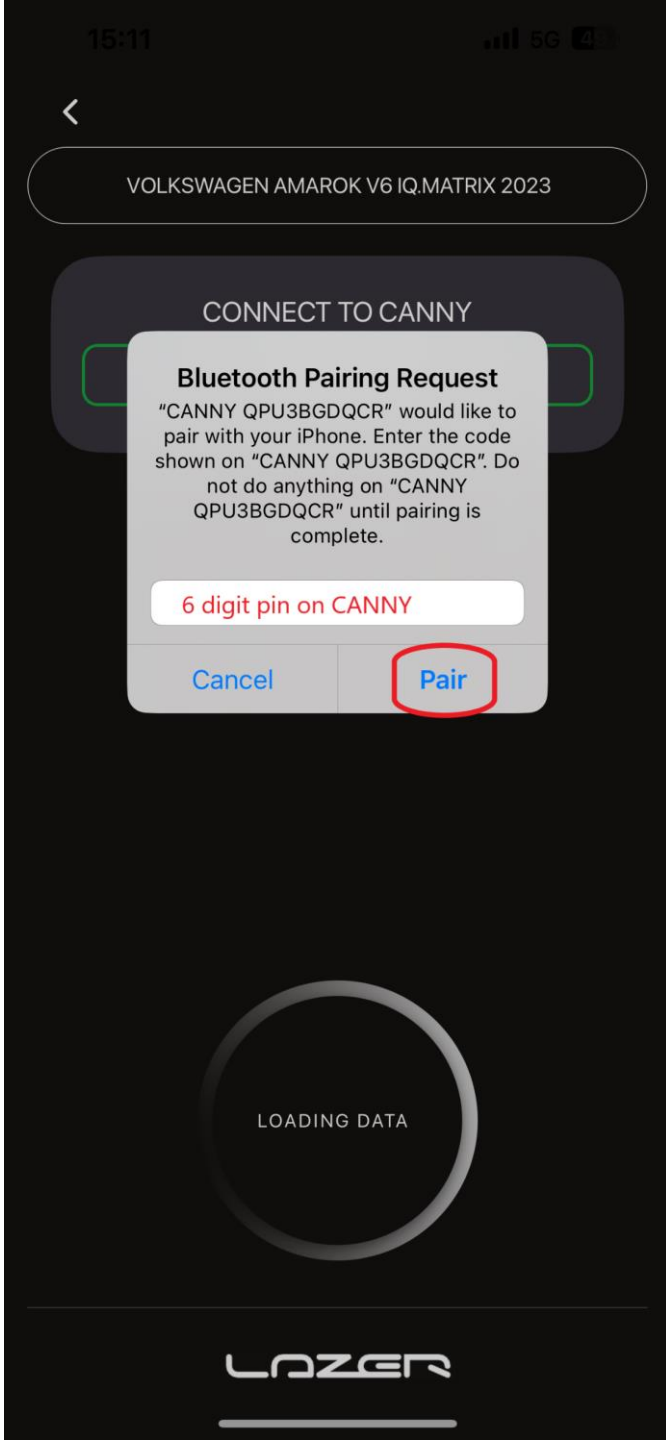 15:11 5G
VOLKSWAGEN AMAROK V6 IQ.MATRIX 2023
CONNECT TO CANNY
Bluetooth Pairing Request
"CANNY QPU3BGDQCR" would like to
pair with your iPhone. Enter the code
shown on "CANNY QPU3BGDQCR". Do
not do anything on "CANNY
QPU3BGDQCR" until pairing is
complete.
6 digit pin on CANNY
Cancel Pair
LOADING DATA
LAZER